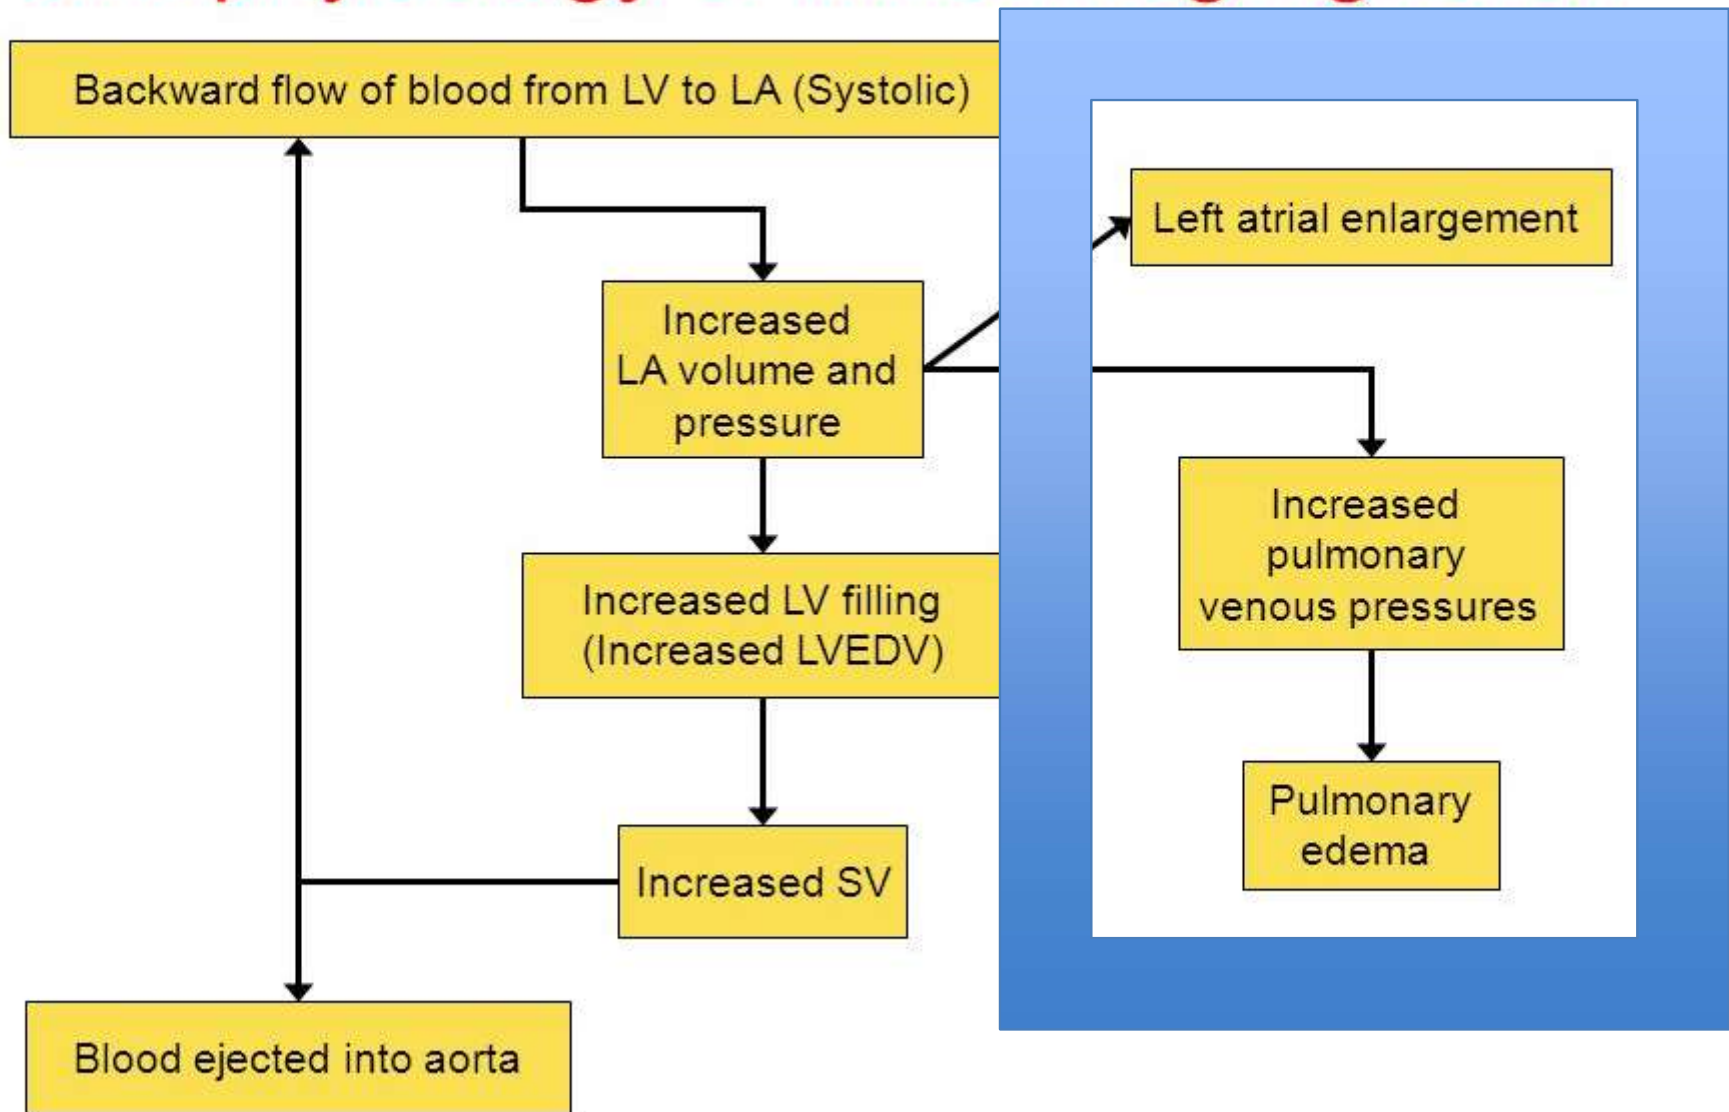 Backward flow of blood from LV to LA (Systolic)
Left atrial enlargement
Increased
LA volume and
pressure
Increased
pulmonary
venous pressures
Increased LV filling
(Increased LVEDV)
Pulmonary
edema
Increased SV
Blood ejected into aorta